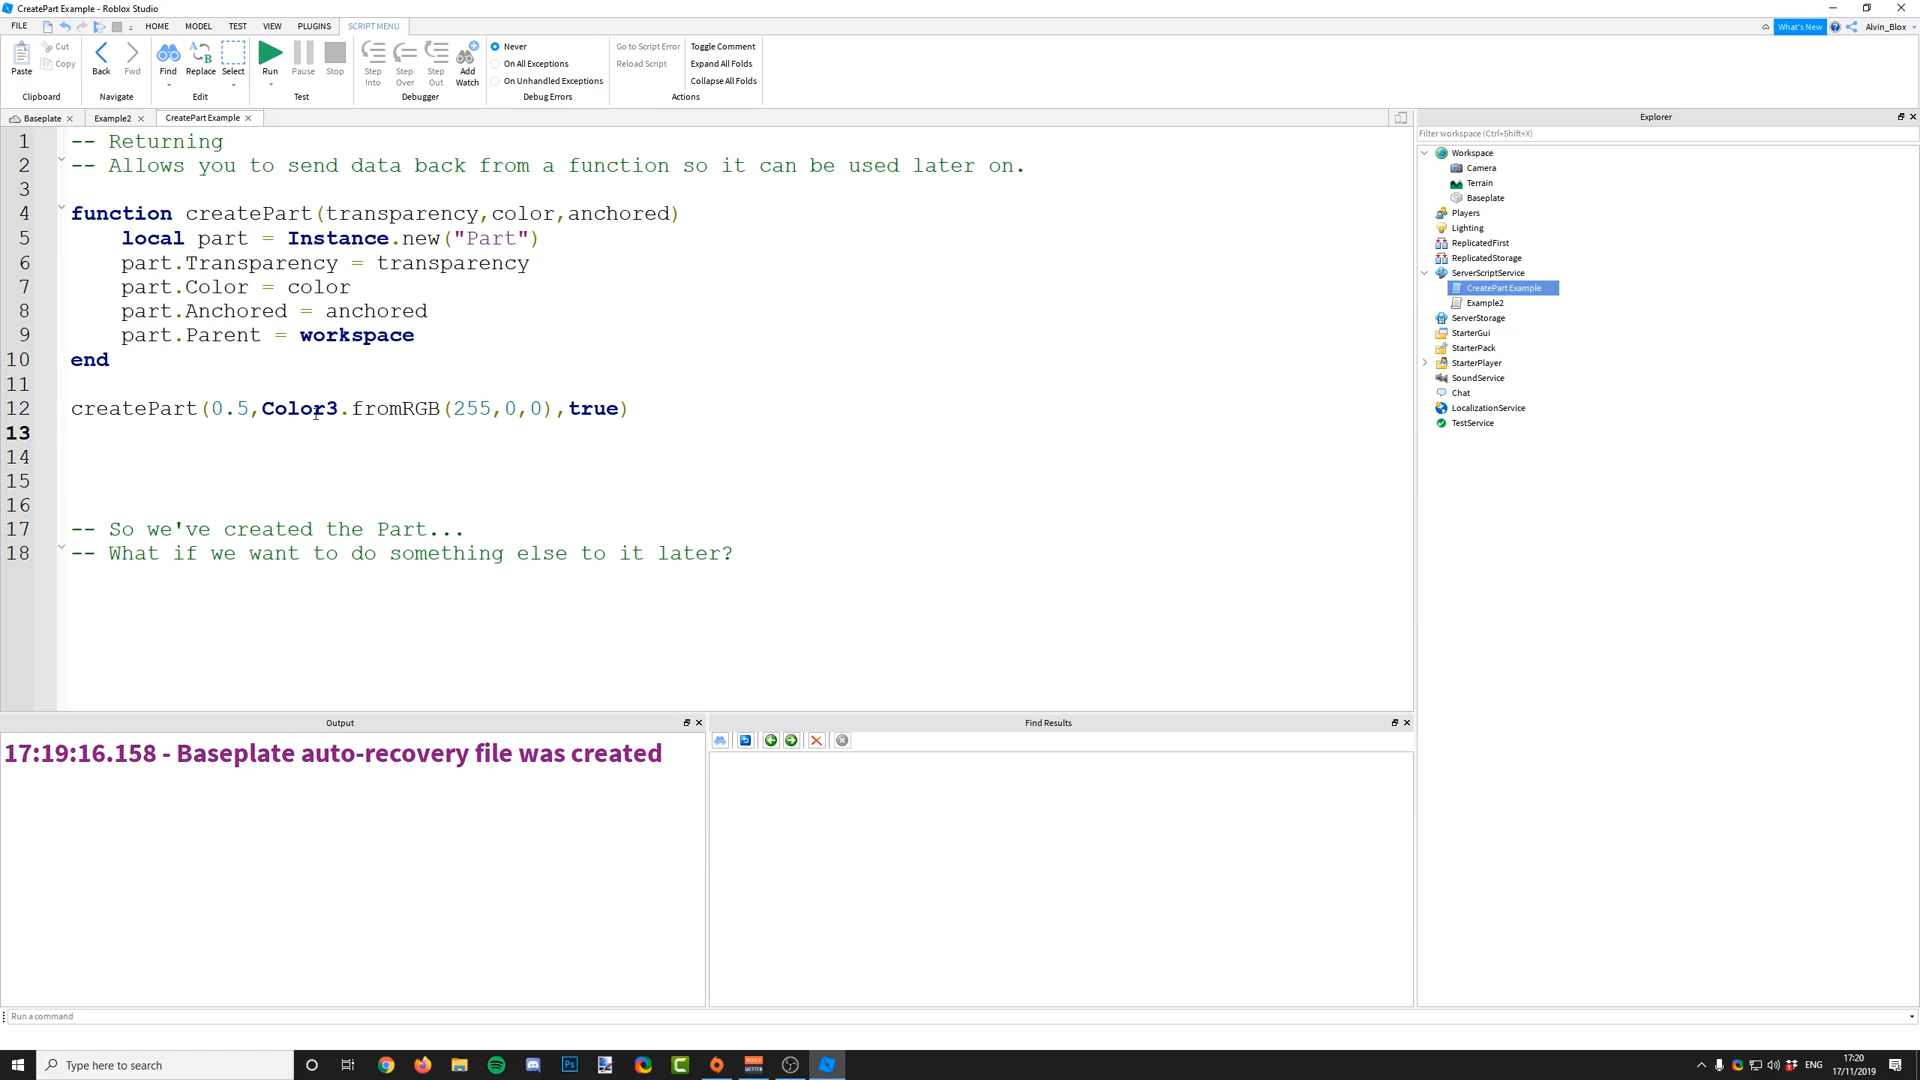 CreatePart Example - Roblox Studio
FILE HOME MODEL TEST VIEW PLUGINS SCRIPT MENU What's New Alvin_Blox
Paste Cut Copy Back Fwd Find Replace Select Run Pause Stop Step Into Step Over Step Out Add Watch Never On All Exceptions On Unhandled Exceptions Go to Script Error Reload Script Toggle Comment Expand All Folds Collapse All Folds
Clipboard Navigate Edit Test Debugger Debug Errors Actions
Baseplate Example2 CreatePart Example
1 -- Returning
2 -- Allows you to send data back from a function so it can be used later on.
3
4 function createPart(transparency,color,anchored)
5 local part = Instance.new("Part")
6 part.Transparency = transparency
7 part.Color = color
8 part.Anchored = anchored
9 part.Parent = workspace
10 end
11
12 createPart(0.5,Color3.fromRGB(255,0,0),true)
13
14
15
16
17 -- So we've created the Part...
18 -- What if we want to do something else to it later?
Explorer
Filter workspace (Ctrl+Shift+X)
Workspace
Camera
Terrain
Baseplate
Players
Lighting
ReplicatedFirst
ReplicatedStorage
ServerScriptService
CreatePart Example
Example2
ServerStorage
StarterGui
StarterPack
StarterPlayer
SoundService
Chat
LocalizationService
TestService
Output
17:19:16.158 - Baseplate auto-recovery file was created
Find Results
Run a command
Type here to search
Ps
ENG
17:20
17/11/2019